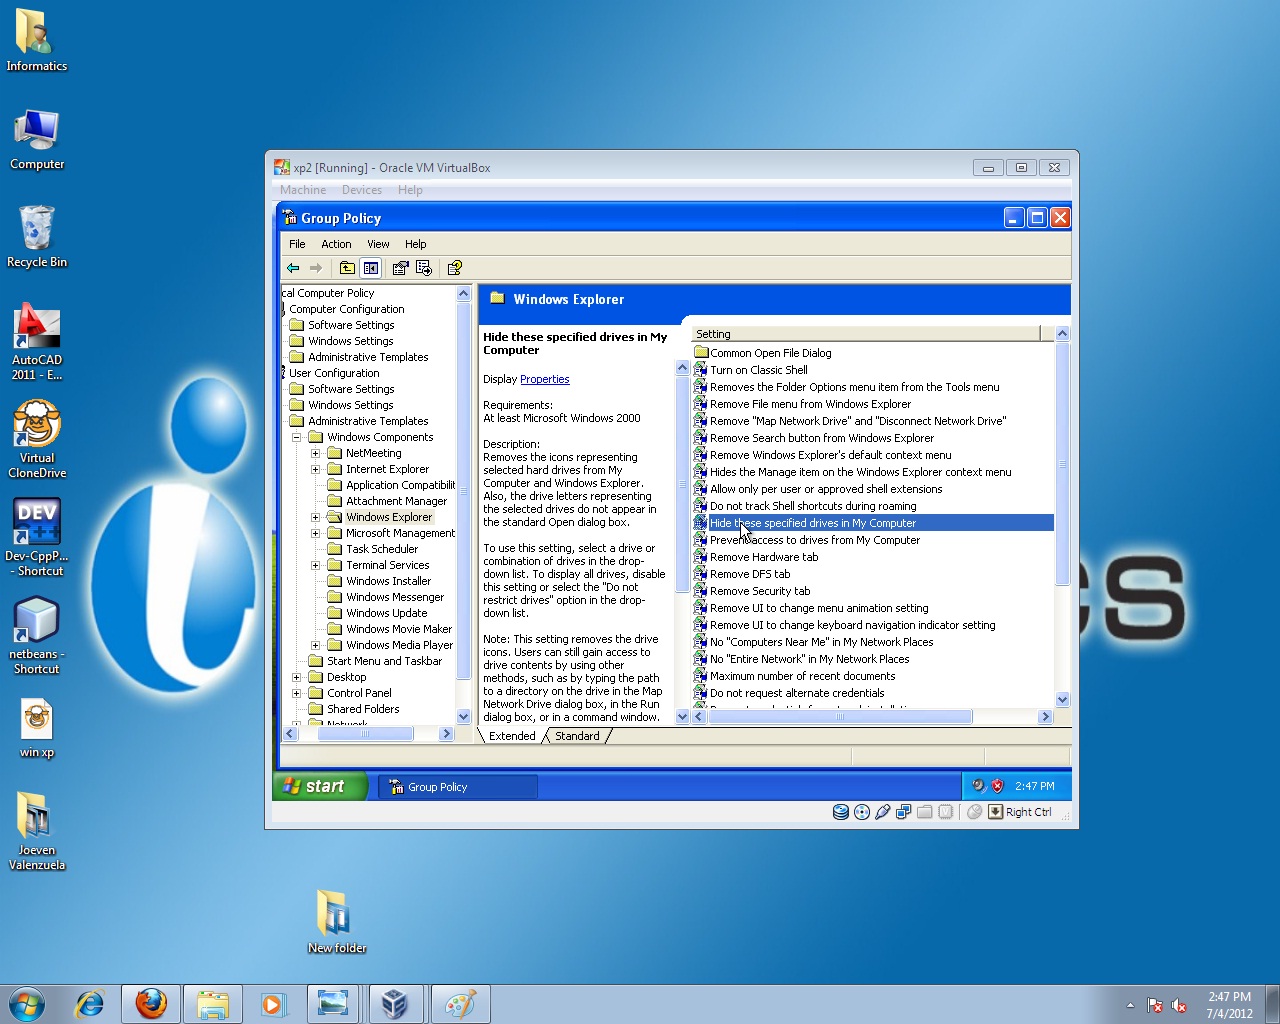 Informatics
Computer
Recycle Bin
AutoCAD
2011 - E...
Virtual
CloneDrive
DEV
Dev-CppP...
- Shortcut
netbeans -
Shortcut
win xp
Joeven
Valenzuela
New folder
cs
xp2 [Running] - Oracle VM VirtualBox
Machine Devices Help
Group Policy
File Action View Help
cal Computer Policy
Computer Configuration
Software Settings
Windows Settings
Administrative Templates
User Configuration
Software Settings
Windows Settings
Administrative Templates
Windows Components
NetMeeting
Internet Explorer
Application Compatibilit
Attachment Manager
Windows Explorer
Microsoft Management
Task Scheduler
Terminal Services
Windows Installer
Windows Messenger
Windows Update
Windows Movie Maker
Windows Media Player
Start Menu and Taskbar
Desktop
Control Panel
Shared Folders
Network
Windows Explorer
Hide these specified drives in My
Computer
Display Properties
Requirements:
At least Microsoft Windows 2000
Description:
Removes the icons representing
selected hard drives from My
Computer and Windows Explorer.
Also, the drive letters representing
the selected drives do not appear in
the standard Open dialog box.
To use this setting, select a drive or
combination of drives in the drop-
down list. To display all drives, disable
this setting or select the "Do not
restrict drives" option in the drop-
down list.
Note: This setting removes the drive
icons. Users can still gain access to
drive contents by using other
methods, such as by typing the path
to a directory on the drive in the Map
Network Drive dialog box, in the Run
dialog box, or in a command window.
Setting
Common Open File Dialog
Turn on Classic Shell
Removes the Folder Options menu item from the Tools menu
Remove File menu from Windows Explorer
Remove "Map Network Drive" and "Disconnect Network Drive"
Remove Search button from Windows Explorer
Remove Windows Explorer's default context menu
Hides the Manage item on the Windows Explorer context menu
Allow only per user or approved shell extensions
Do not track Shell shortcuts during roaming
Hide these specified drives in My Computer
Prevent access to drives from My Computer
Remove Hardware tab
Remove DFS tab
Remove Security tab
Remove UI to change menu animation setting
Remove UI to change keyboard navigation indicator setting
No "Computers Near Me" in My Network Places
No "Entire Network" in My Network Places
Maximum number of recent documents
Do not request alternate credentials
Extended Standard
start Group Policy 2:47 PM
Right Ctrl
2:47 PM
7/4/2012